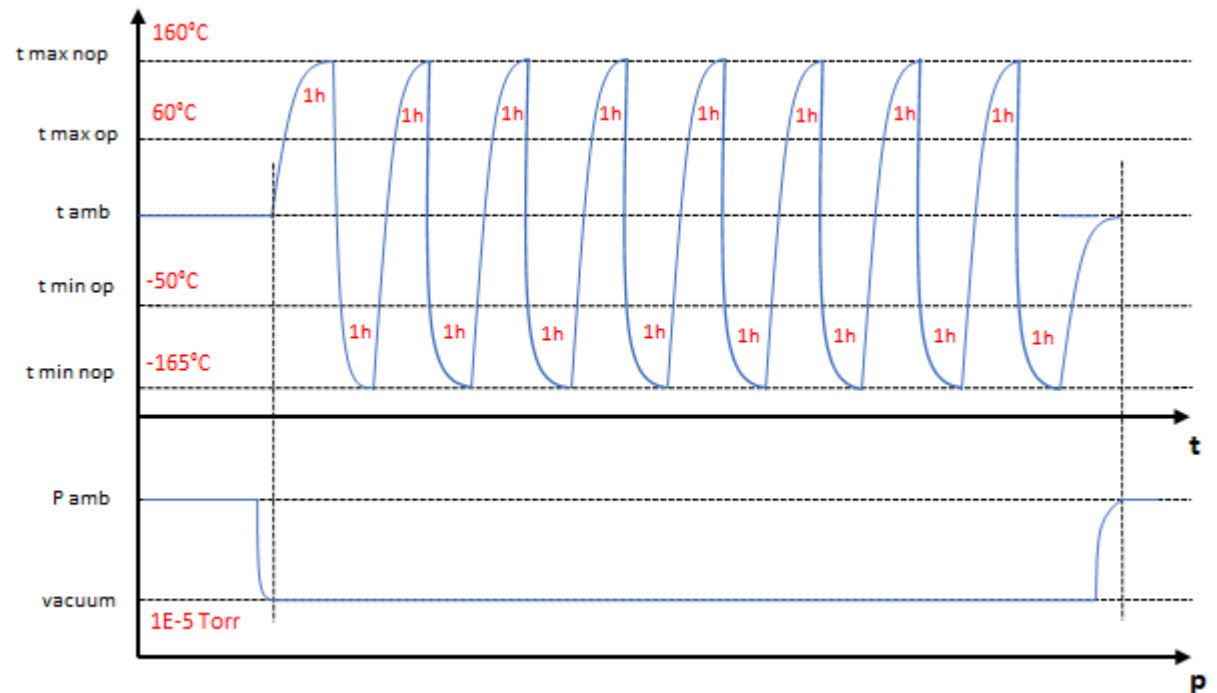 160°C
t max nop
1h
60°C
1h 1h 1h 1h 1h 1h 1h
t max op
t amb
-50°C
t min op
1h 1h 1h 1h 1h 1h 1h 1h
-165°C
t min nop
t
P amb
vacuum
1E-5 Torr
p